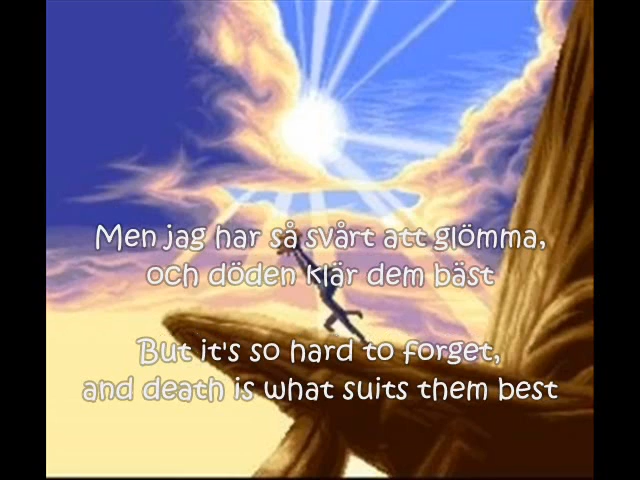 Men jag har så svårt att glömma,
och döden klär dem bäst
But it's so hard to forget,
and death is what suits them best